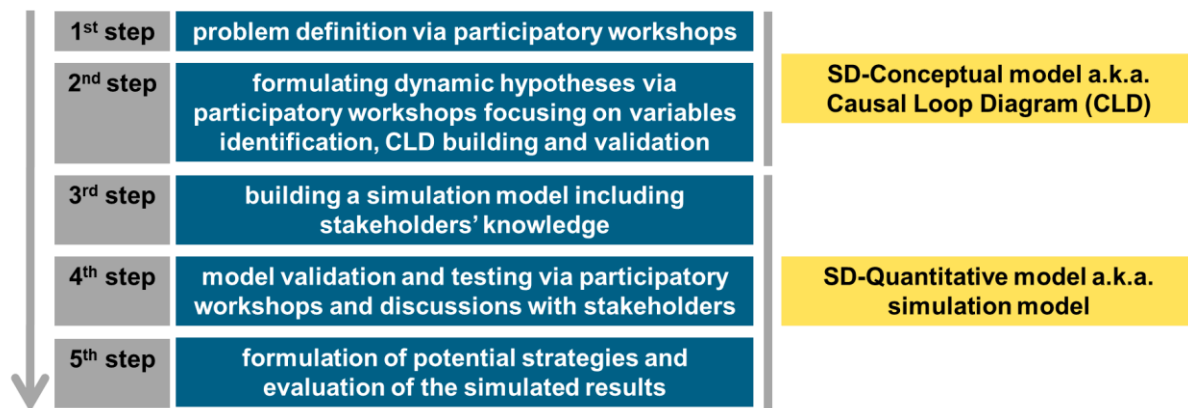 1st step
problem definition via participatory workshops
2nd step
formulating dynamic hypotheses via
participatory workshops focusing on variables
identification, CLD building and validation
SD-Conceptual model a.k.a.
Causal Loop Diagram (CLD)
3rd step
building a simulation model including
stakeholders’ knowledge
4th step
model validation and testing via participatory
workshops and discussions with stakeholders
5th step
formulation of potential strategies and
evaluation of the simulated results
SD-Quantitative model a.k.a.
simulation model